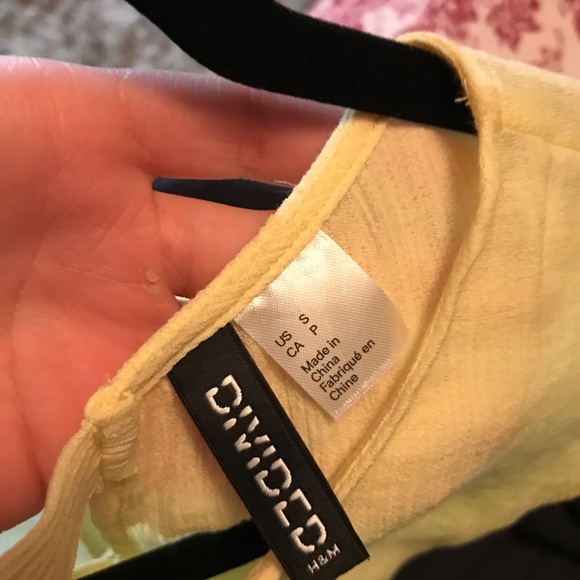 US S
CA P
Made in
China
Fabriqué en
Chine
DIVIDED
H&M